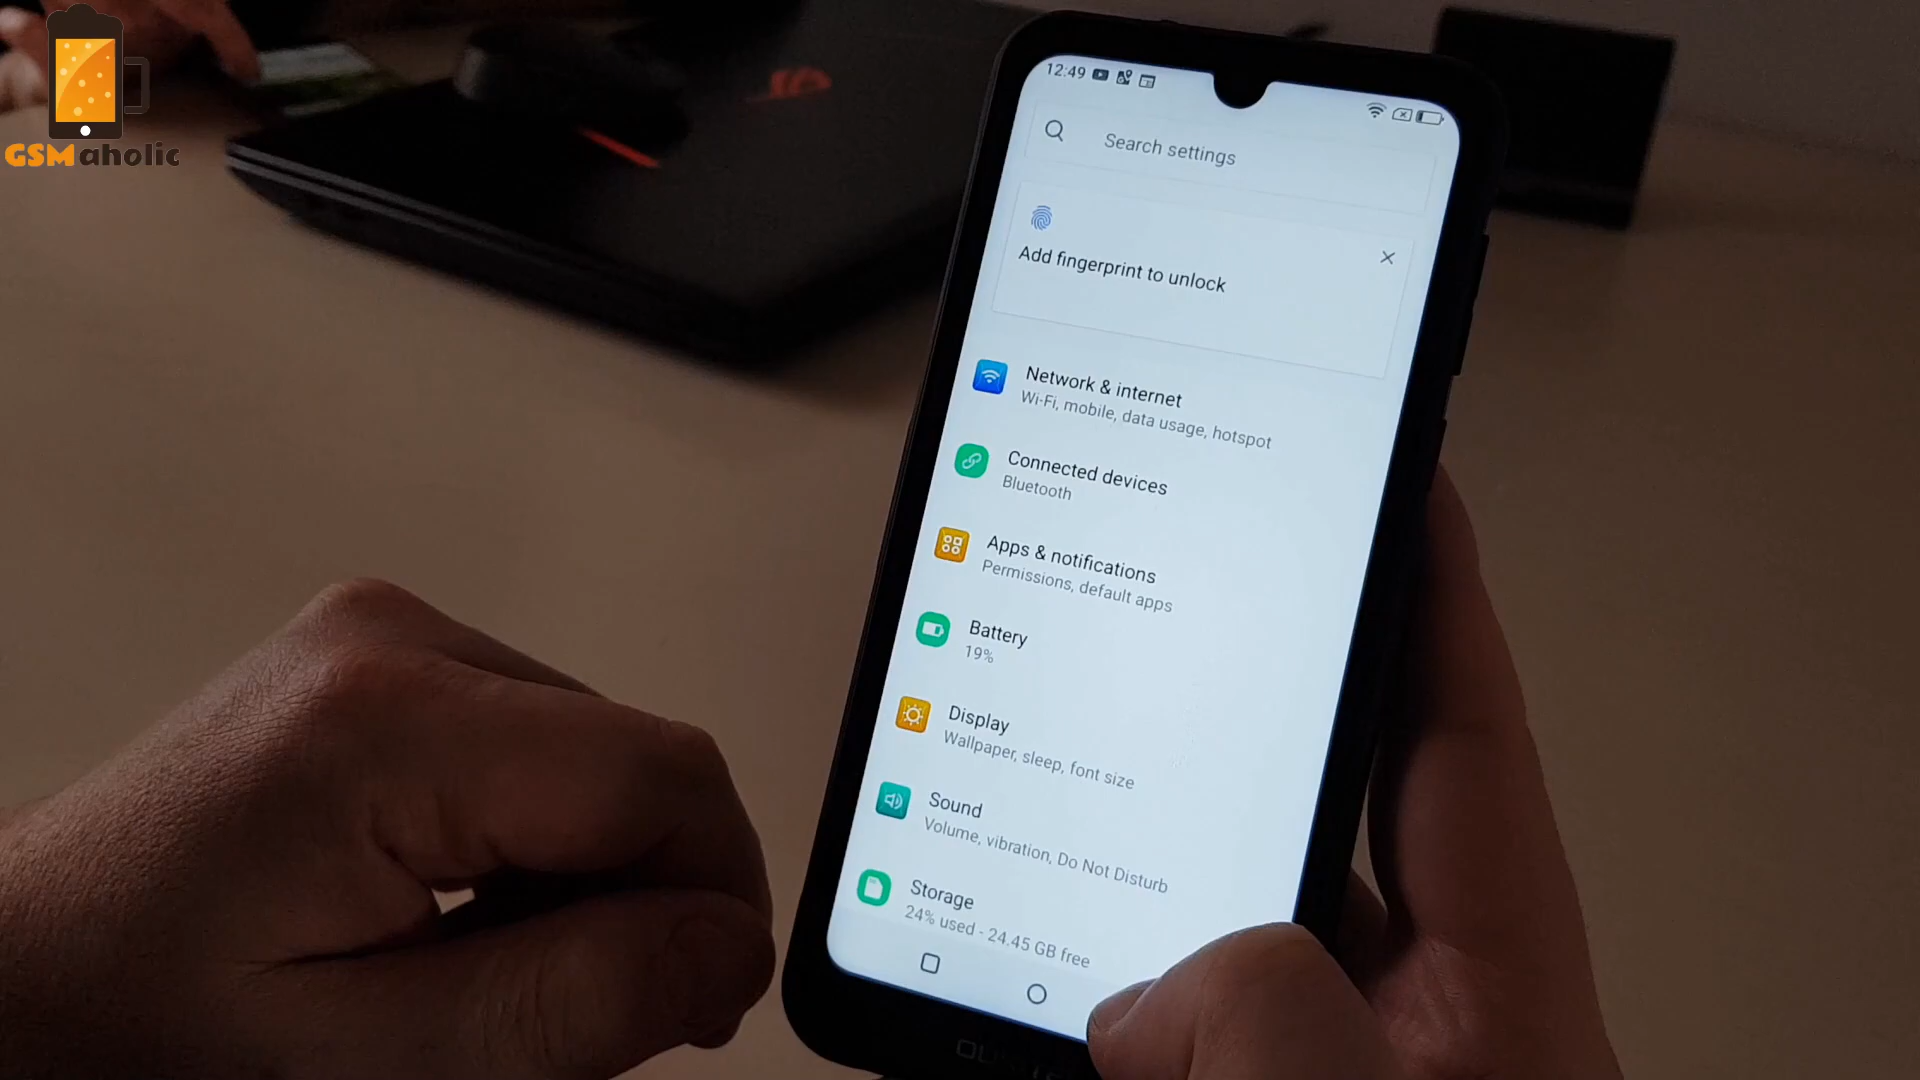 GSMaholic
12:49
Search settings
Add fingerprint to unlock
Network & internet
Wi-Fi, mobile, data usage, hotspot
Connected devices
Bluetooth
Apps & notifications
Permissions, default apps
Battery
19%
Display
Wallpaper, sleep, font size
Sound
Volume, vibration, Do Not Disturb
Storage
24% used - 24.45 GB free